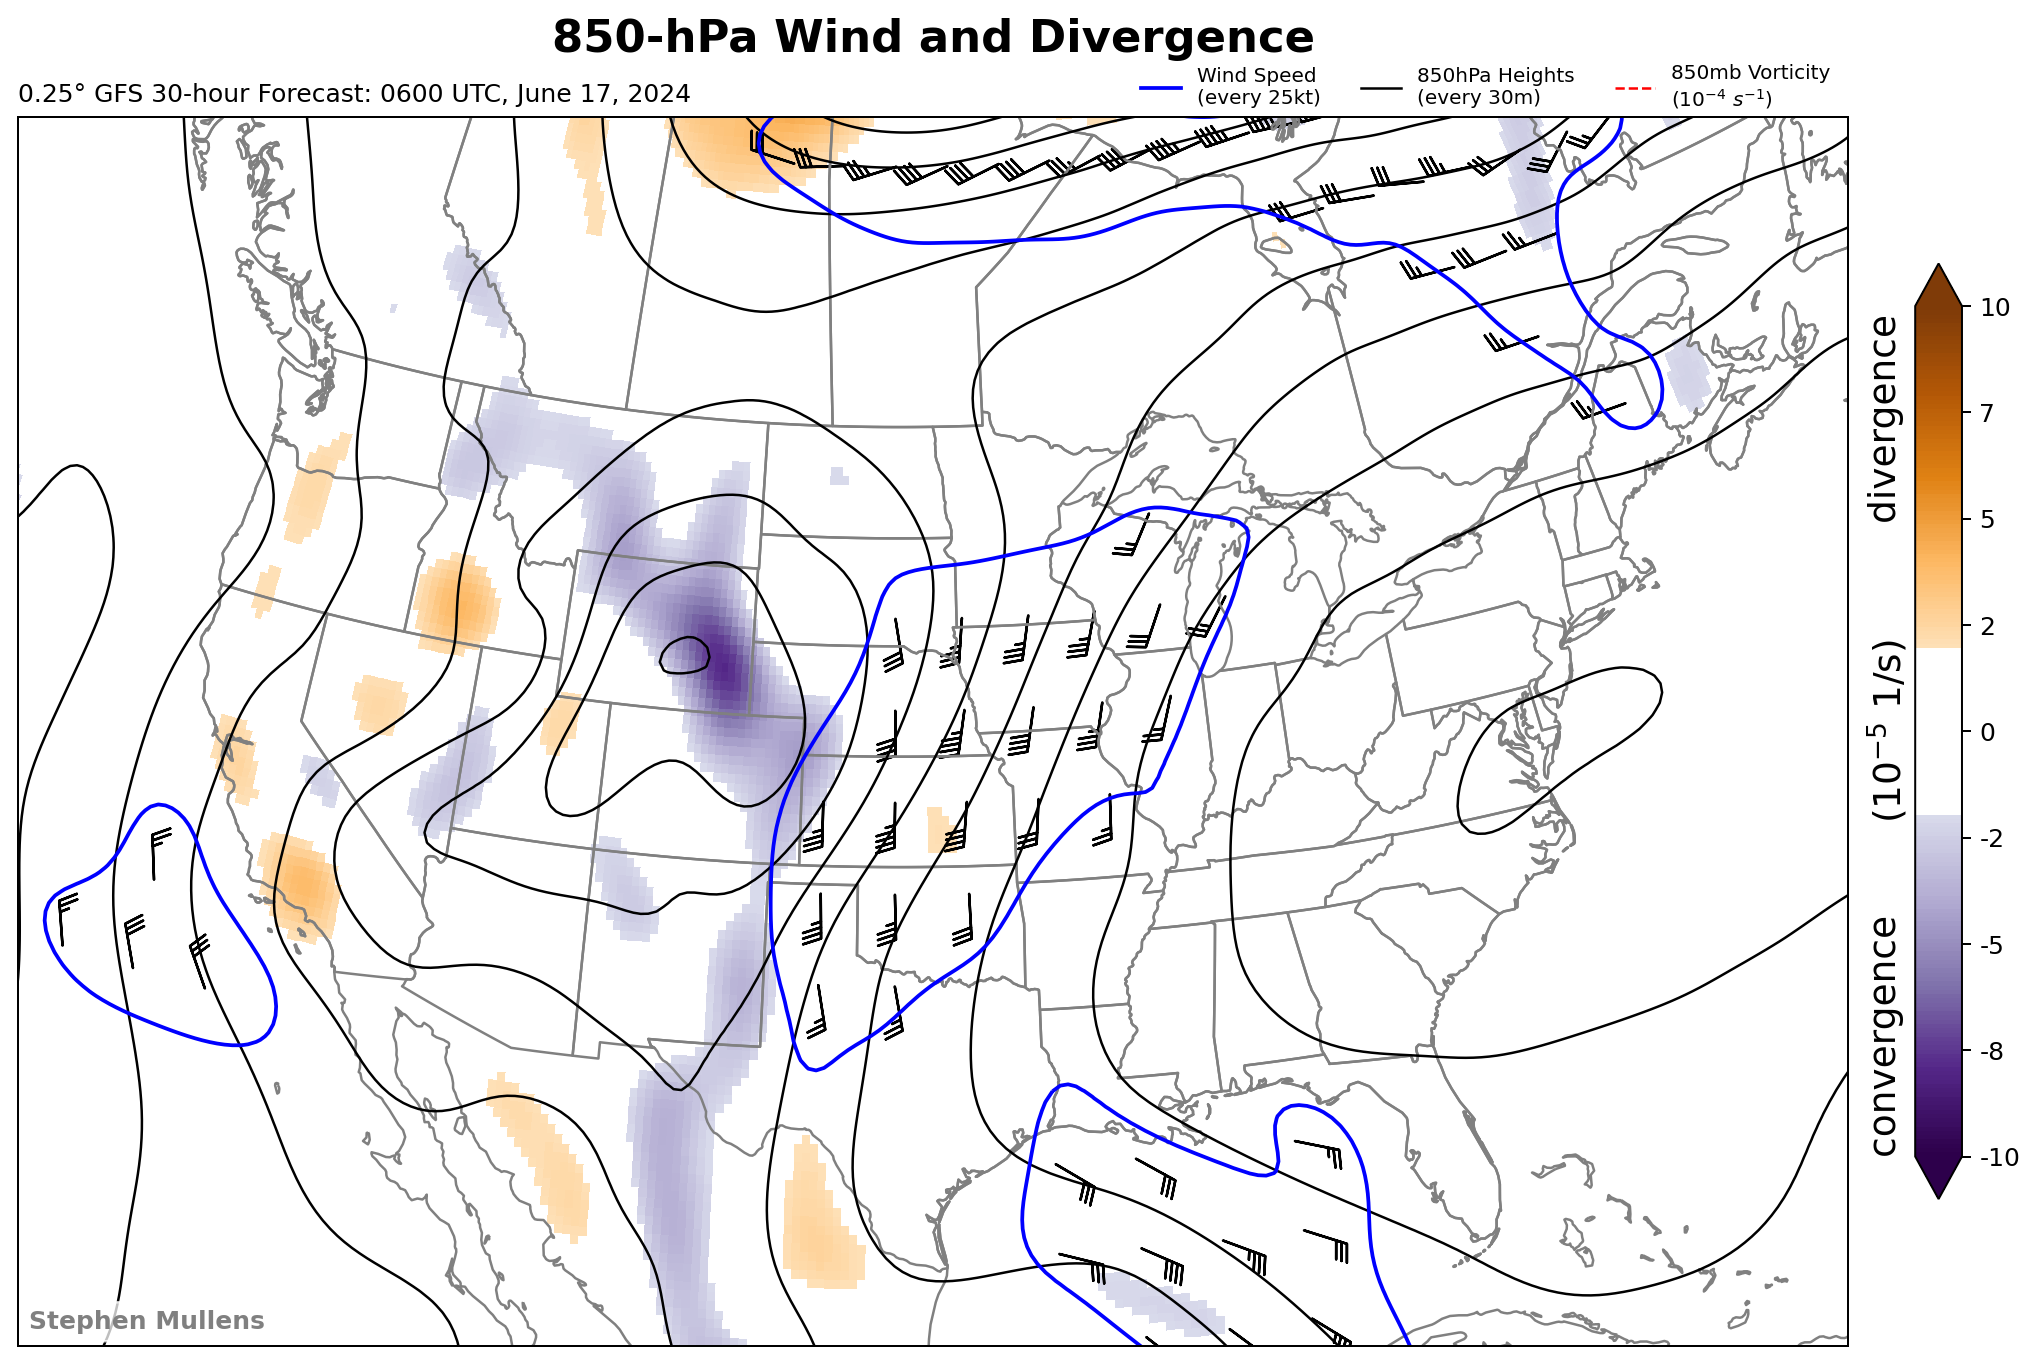 850-hPa Wind and Divergence
0.25° GFS 30-hour Forecast: 0600 UTC, June 17, 2024
Wind Speed
(every 25kt)
850hPa Heights
(every 30m)
850mb Vorticity
(10⁻⁴ s⁻¹)
10
7
5
2
0
-2
-5
-8
-10
convergence (10⁻⁵ 1/s) divergence
Stephen Mullens